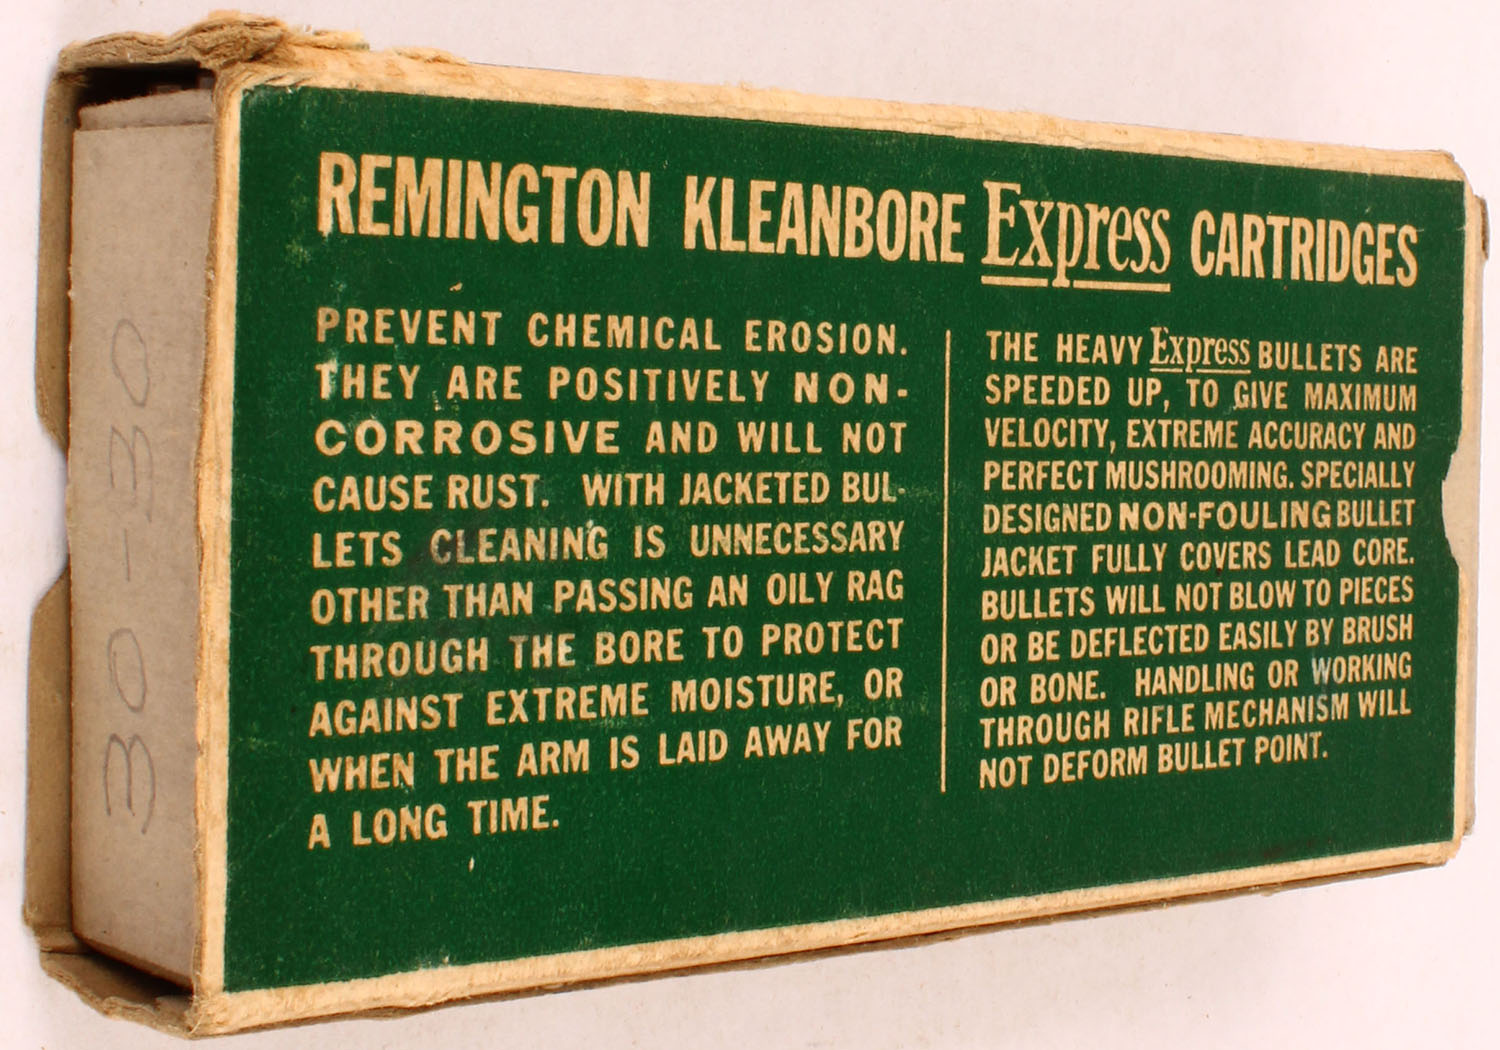 REMINGTON KLEANBORE Express CARTRIDGES
PREVENT CHEMICAL EROSION.
THEY ARE POSITIVELY NON-
CORROSIVE AND WILL NOT
CAUSE RUST. WITH JACKETED BUL-
LETS CLEANING IS UNNECESSARY
OTHER THAN PASSING AN OILY RAG
THROUGH THE BORE TO PROTECT
AGAINST EXTREME MOISTURE, OR
WHEN THE ARM IS LAID AWAY FOR
A LONG TIME.
THE HEAVY Express BULLETS ARE
SPEEDED UP, TO GIVE MAXIMUM
VELOCITY, EXTREME ACCURACY AND
PERFECT MUSHROOMING. SPECIALLY
DESIGNED NON-FOULING BULLET
JACKET FULLY COVERS LEAD CORE.
BULLETS WILL NOT BLOW TO PIECES
OR BE DEFLECTED EASILY BY BRUSH
OR BONE. HANDLING OR WORKING
THROUGH RIFLE MECHANISM WILL
NOT DEFORM BULLET POINT.
30-30